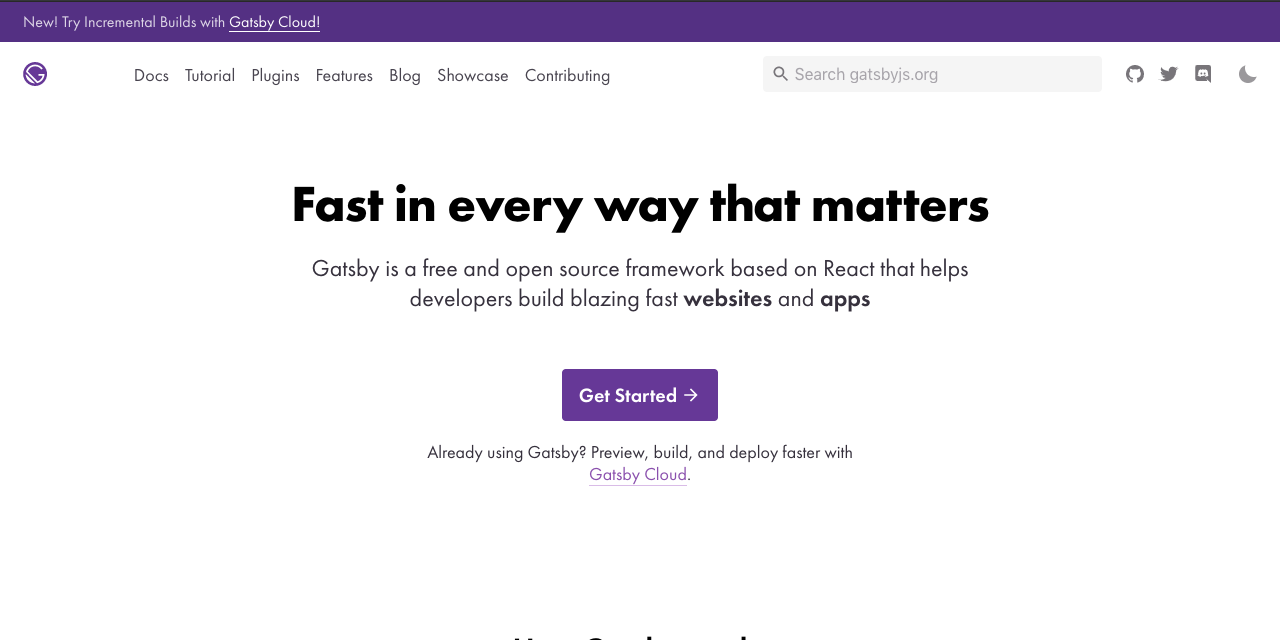 New! Try Incremental Builds with Gatsby Cloud!
Docs Tutorial Plugins Features Blog Showcase Contributing Search gatsbyjs.org
Fast in every way that matters
Gatsby is a free and open source framework based on React that helps
developers build blazing fast websites and apps
Get Started →
Already using Gatsby? Preview, build, and deploy faster with
Gatsby Cloud.